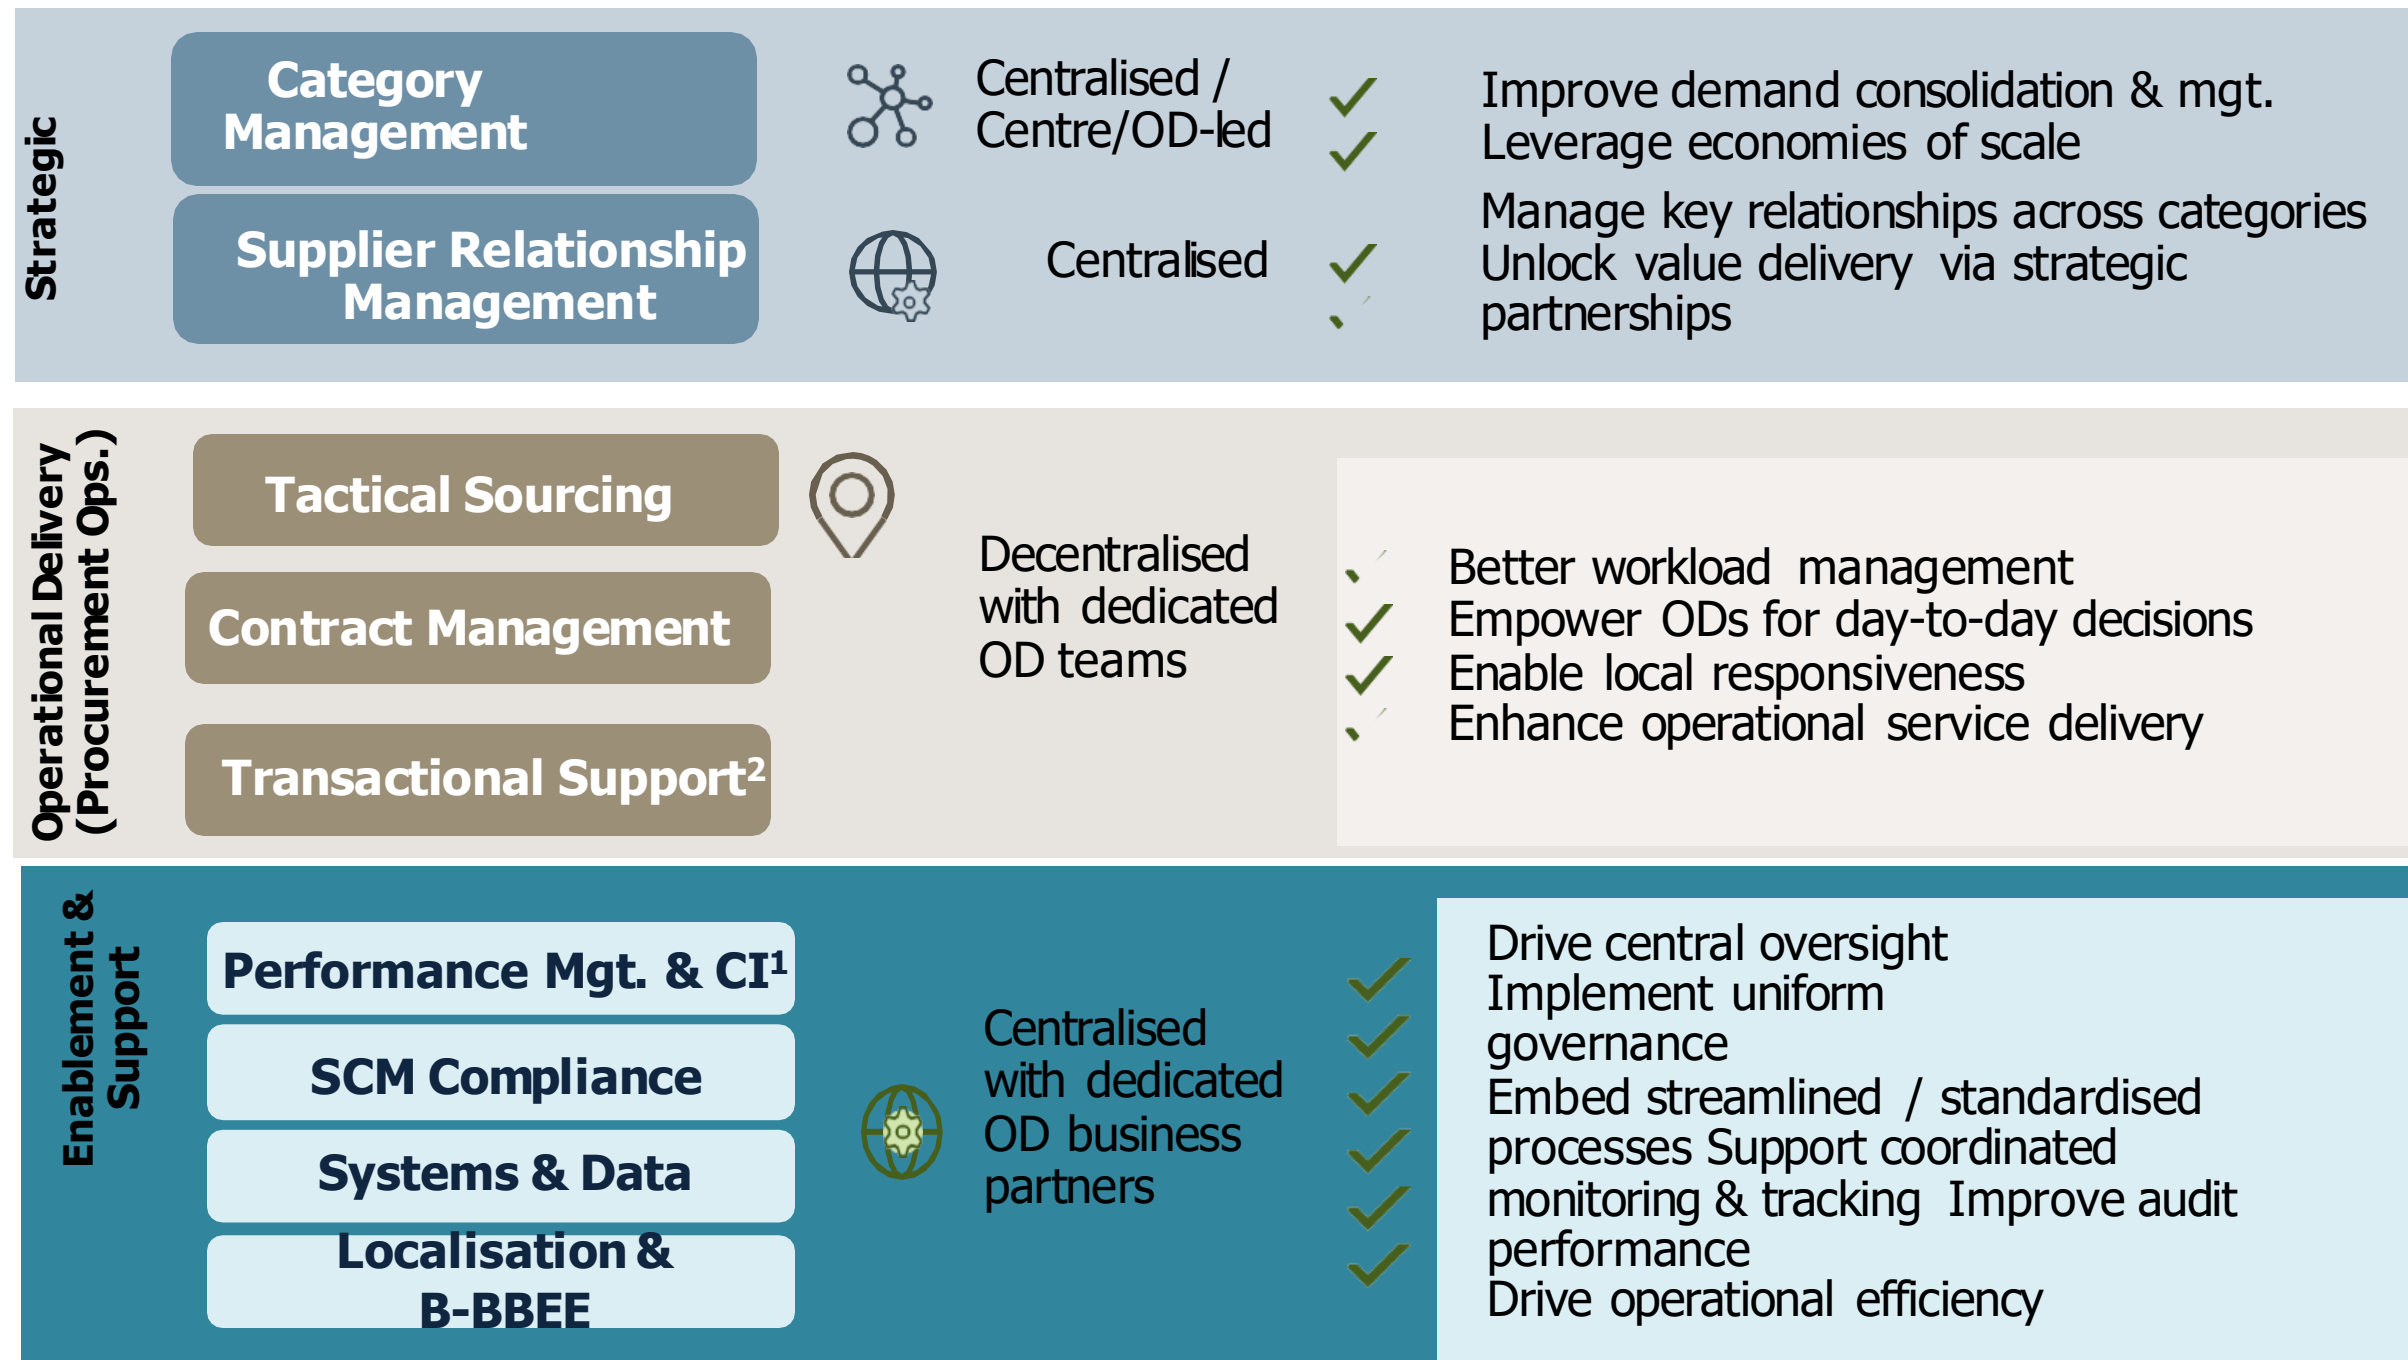 Strategic
Category
Management
Centralised /
Centre/OD-led
Improve demand consolidation & mgt.
Leverage economies of scale
Supplier Relationship
Management
Centralised
Manage key relationships across categories
Unlock value delivery via strategic
partnerships
Operational Delivery
(Procurement Ops.)
Tactical Sourcing
Contract Management
Transactional Support²
Decentralised
with dedicated
OD teams
Better workload management
Empower ODs for day-to-day decisions
Enable local responsiveness
Enhance operational service delivery
Enablement &
Support
Performance Mgt. & CI¹
SCM Compliance
Systems & Data
Localisation &
B-BBEE
Centralised
with dedicated
OD business
partners
Drive central oversight
Implement uniform
governance
Embed streamlined / standardised
processes Support coordinated
monitoring & tracking Improve audit
performance
Drive operational efficiency